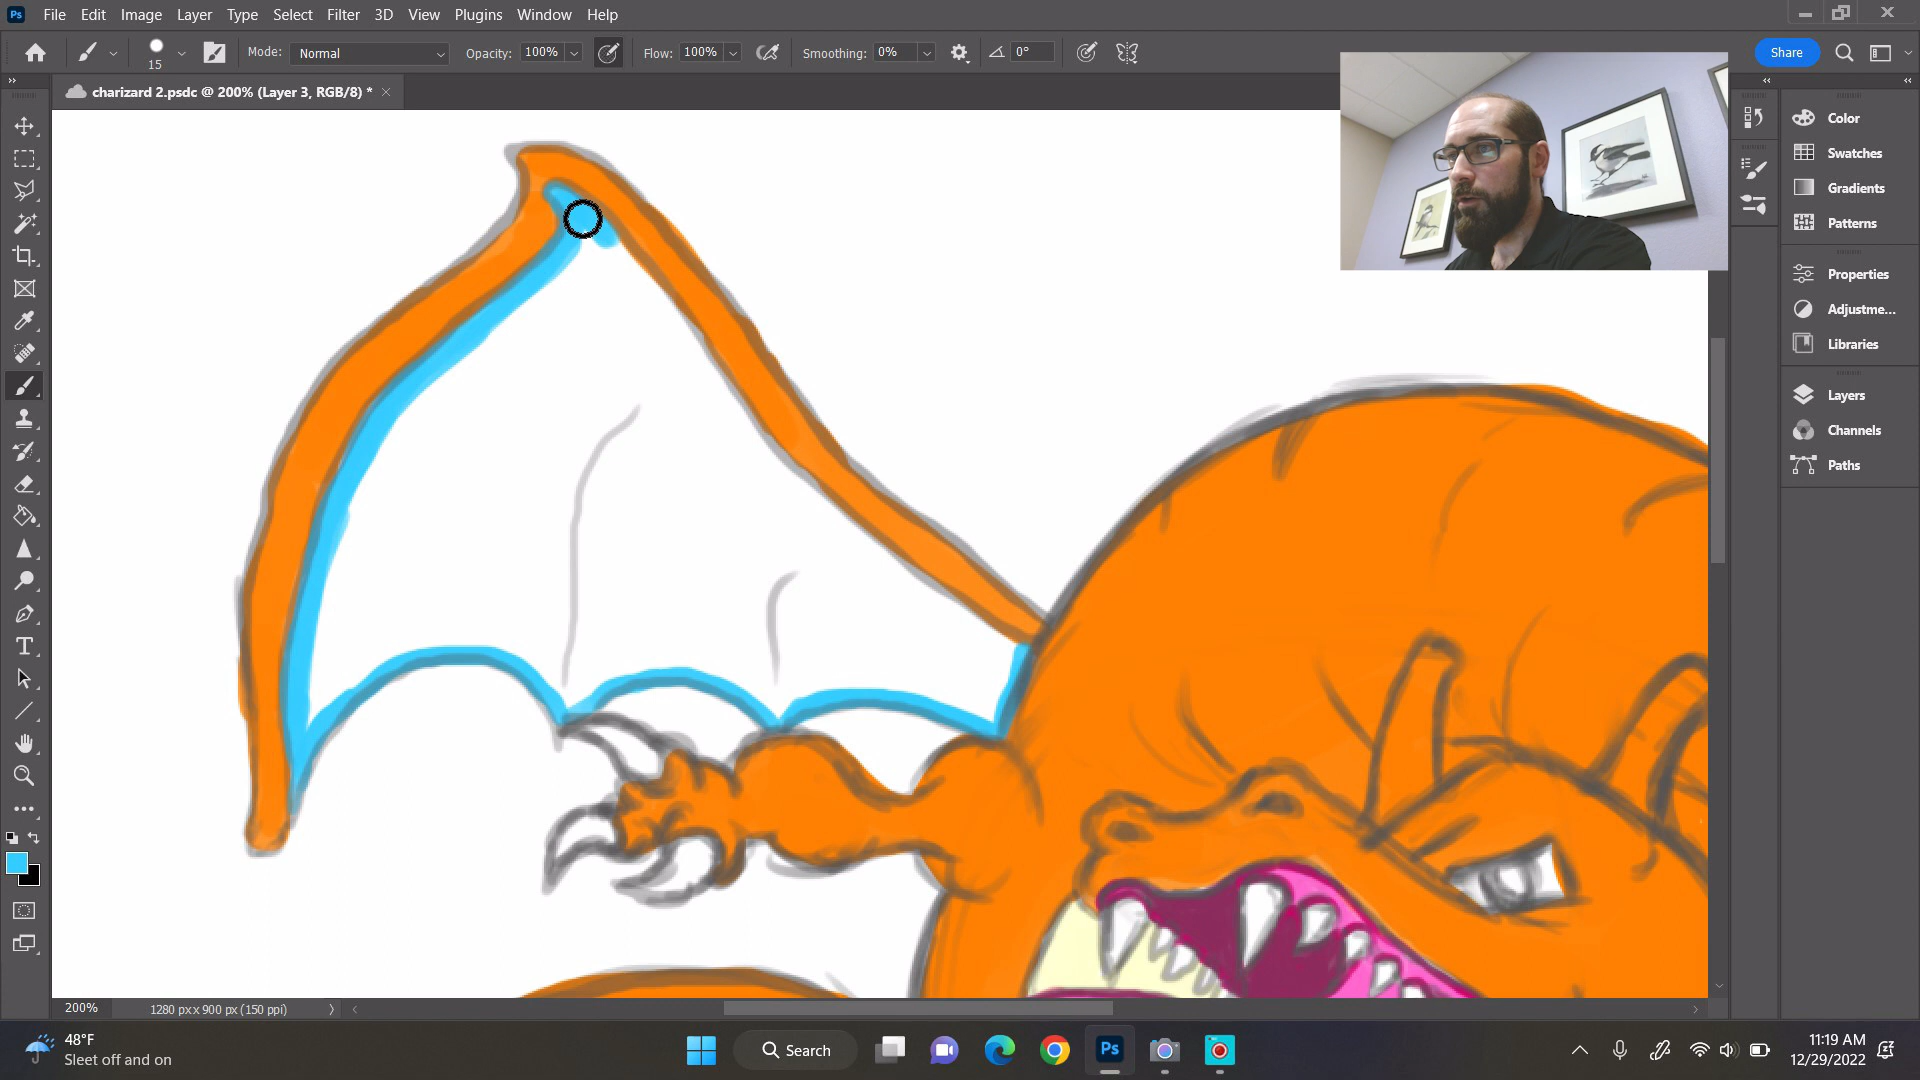 Ps File Edit Image Layer Type Select Filter 3D View Plugins Window Help
15 Mode: Normal Opacity: 100% Flow: 100% Smoothing: 0% 0° Share
charizard 2.psdc @ 200% (Layer 3, RGB/8) * ×
Color
Swatches
Gradients
Patterns
Properties
Adjustme...
Libraries
Layers
Channels
Paths
200% 1280 px x 900 px (150 ppi)
48°F
Sleet off and on
Search
Ps
11:19 AM
12/29/2022